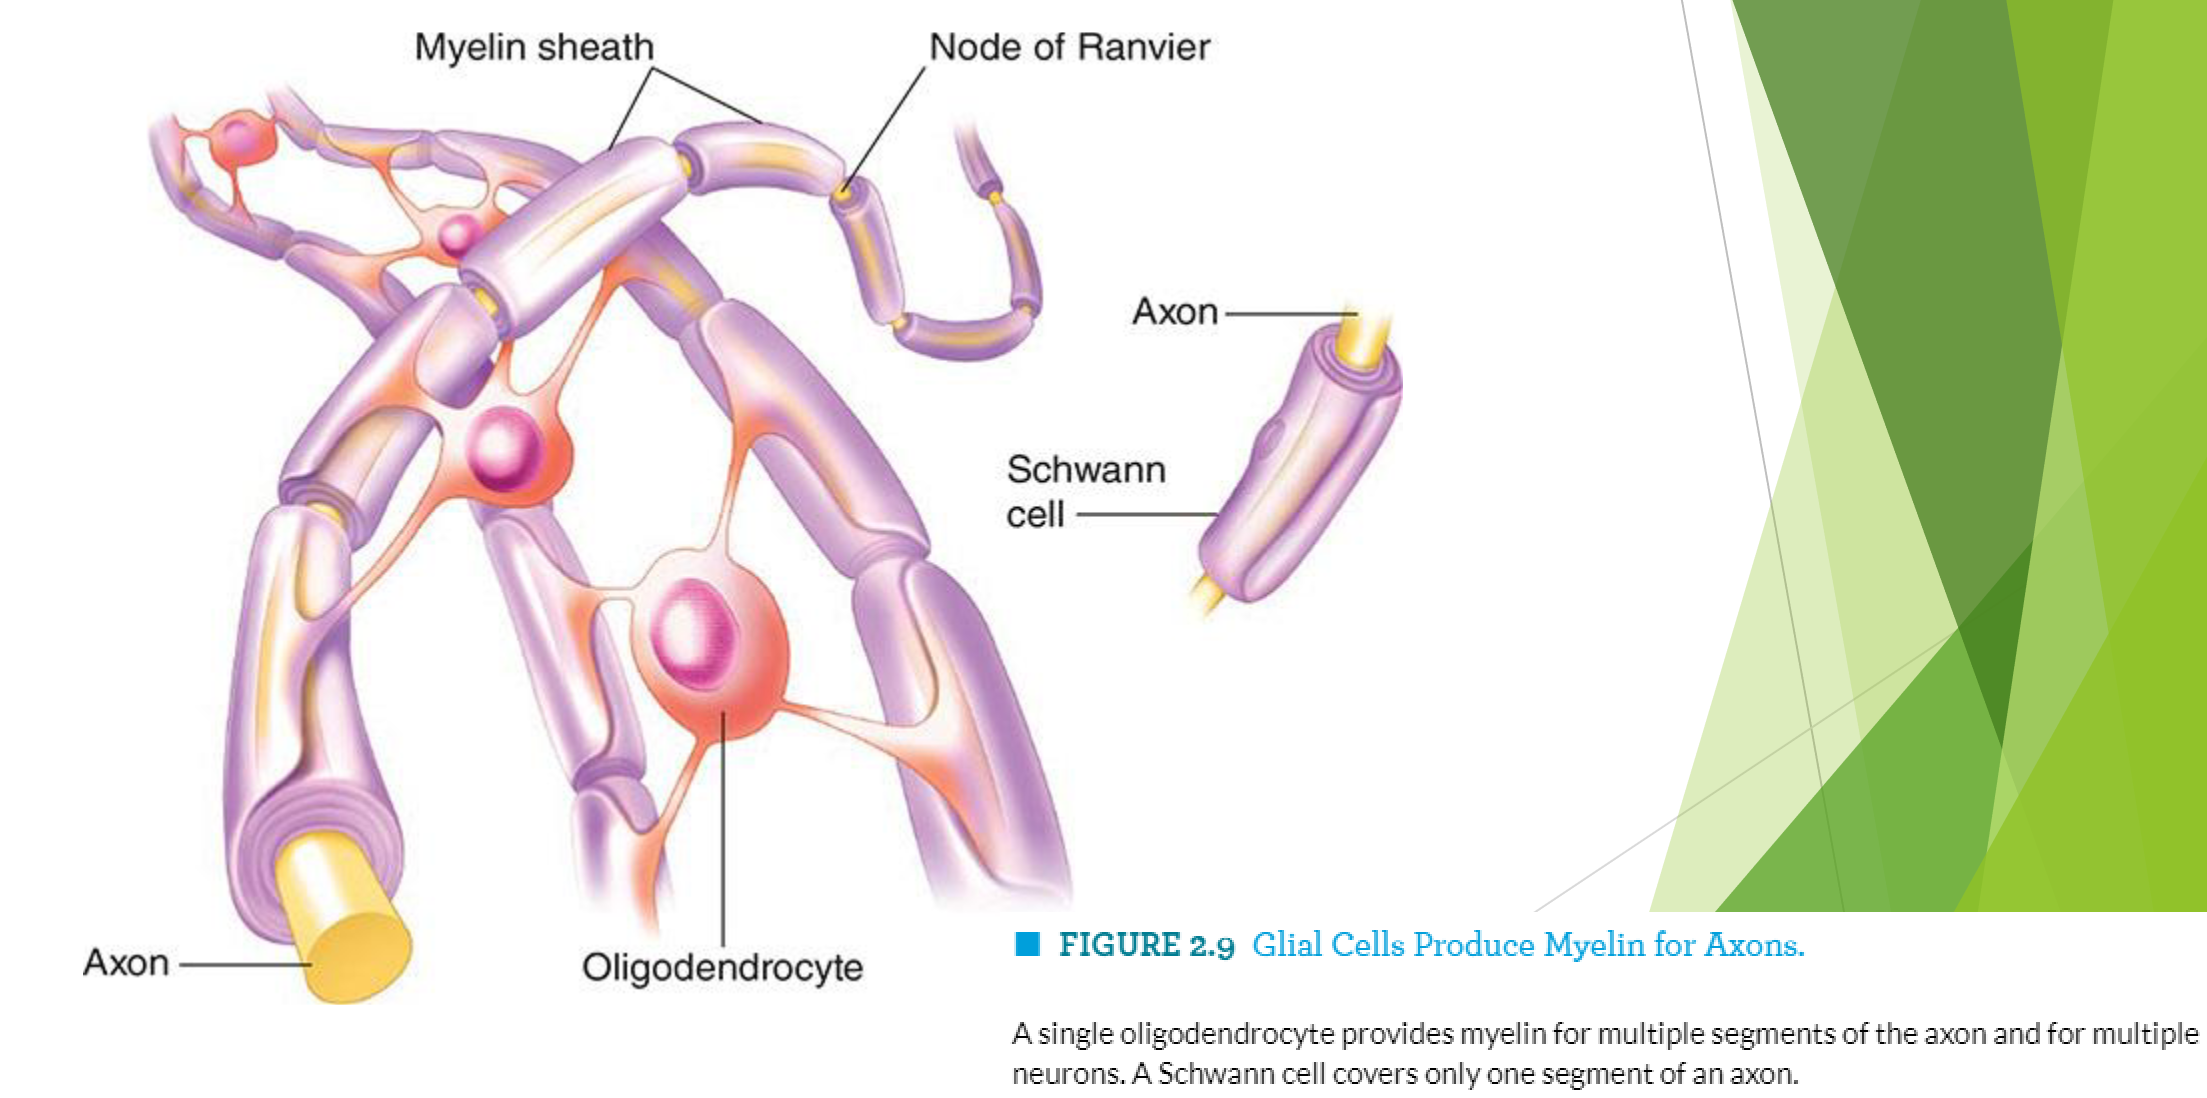 Myelin sheath
Node of Ranvier
Axon
Schwann
cell
Axon
Oligodendrocyte
FIGURE 2.9 Glial Cells Produce Myelin for Axons.
A single oligodendrocyte provides myelin for multiple segments of the axon and for multiple
neurons. A Schwann cell covers only one segment of an axon.